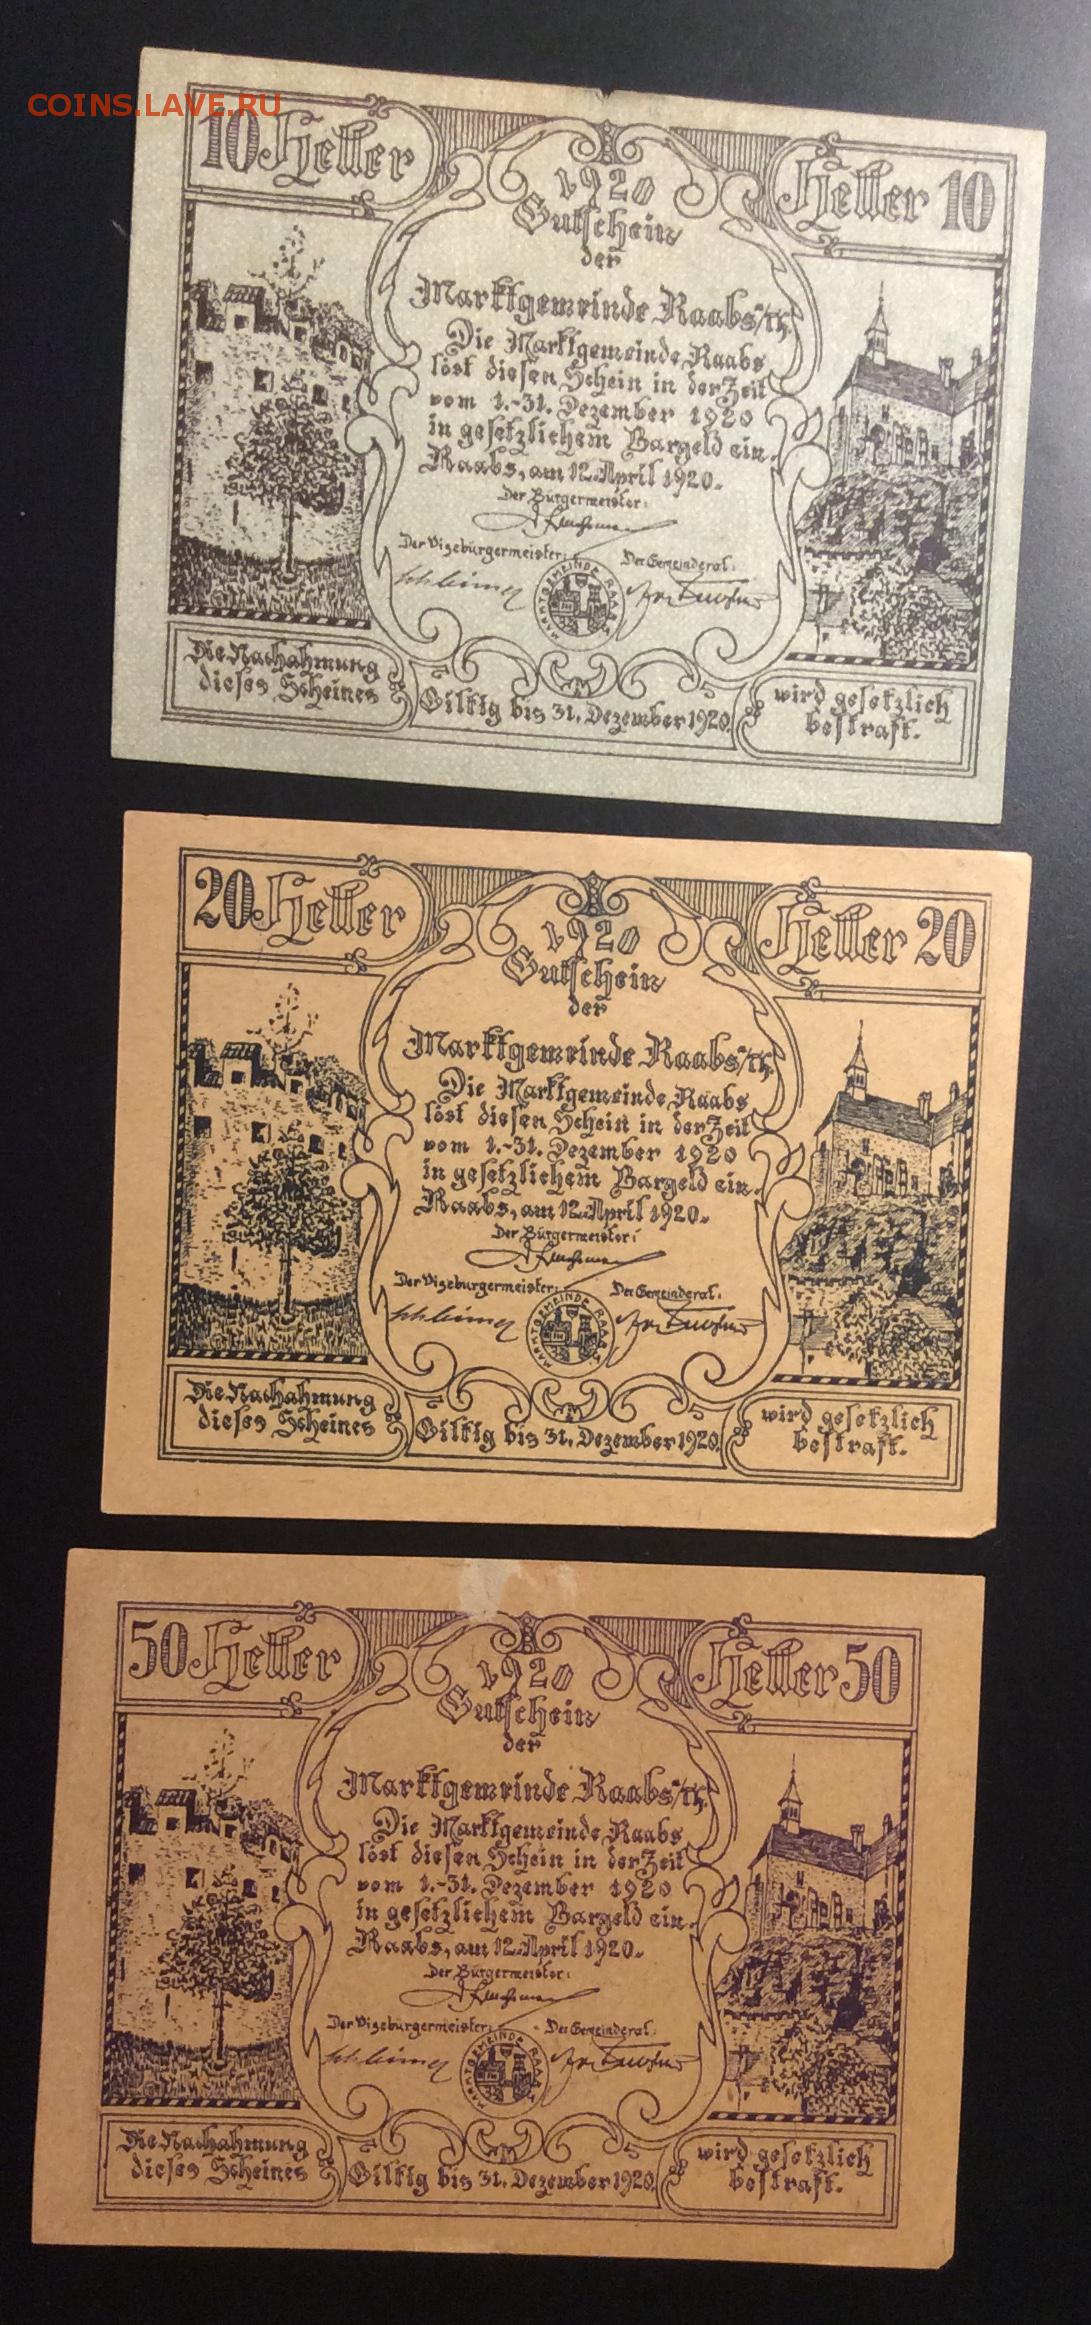 COINS.LAVE.RU
10 Heller
Heller 10
1920
Gutschein
der
Marktgemeinde Raabs a/Th.
Die Marktgemeinde Raabs
löst diesen Schein in der Zeit
vom 1.-31. Dezember 1920
in gesetzlichem Bargeld ein.
Raabs, am 12. April 1920.
Der Bürgermeister:
Der Vizebürgermeister:
Der Gemeinderat:
MARKTGEMEINDE RAABS
Die Nachahmung
dieses Scheines
Giltig bis 31. Dezember 1920.
wird gesetzlich
bestraft.
20 Heller
Heller 20
1920
Gutschein
der
Marktgemeinde Raabs a/Th.
Die Marktgemeinde Raabs
löst diesen Schein in der Zeit
vom 1.-31. Dezember 1920
in gesetzlichem Bargeld ein.
Raabs, am 12. April 1920.
Der Bürgermeister:
Der Vizebürgermeister:
Der Gemeinderat:
MARKTGEMEINDE RAABS
Die Nachahmung
dieses Scheines
Giltig bis 31. Dezember 1920.
wird gesetzlich
bestraft.
50 Heller
Heller 50
1920
Gutschein
der
Marktgemeinde Raabs a/Th.
Die Marktgemeinde Raabs
löst diesen Schein in der Zeit
vom 1.-31. Dezember 1920
in gesetzlichem Bargeld ein.
Raabs, am 12. April 1920.
Der Bürgermeister:
Der Vizebürgermeister:
Der Gemeinderat:
MARKTGEMEINDE RAABS
Die Nachahmung
dieses Scheines
Giltig bis 31. Dezember 1920.
wird gesetzlich
bestraft.